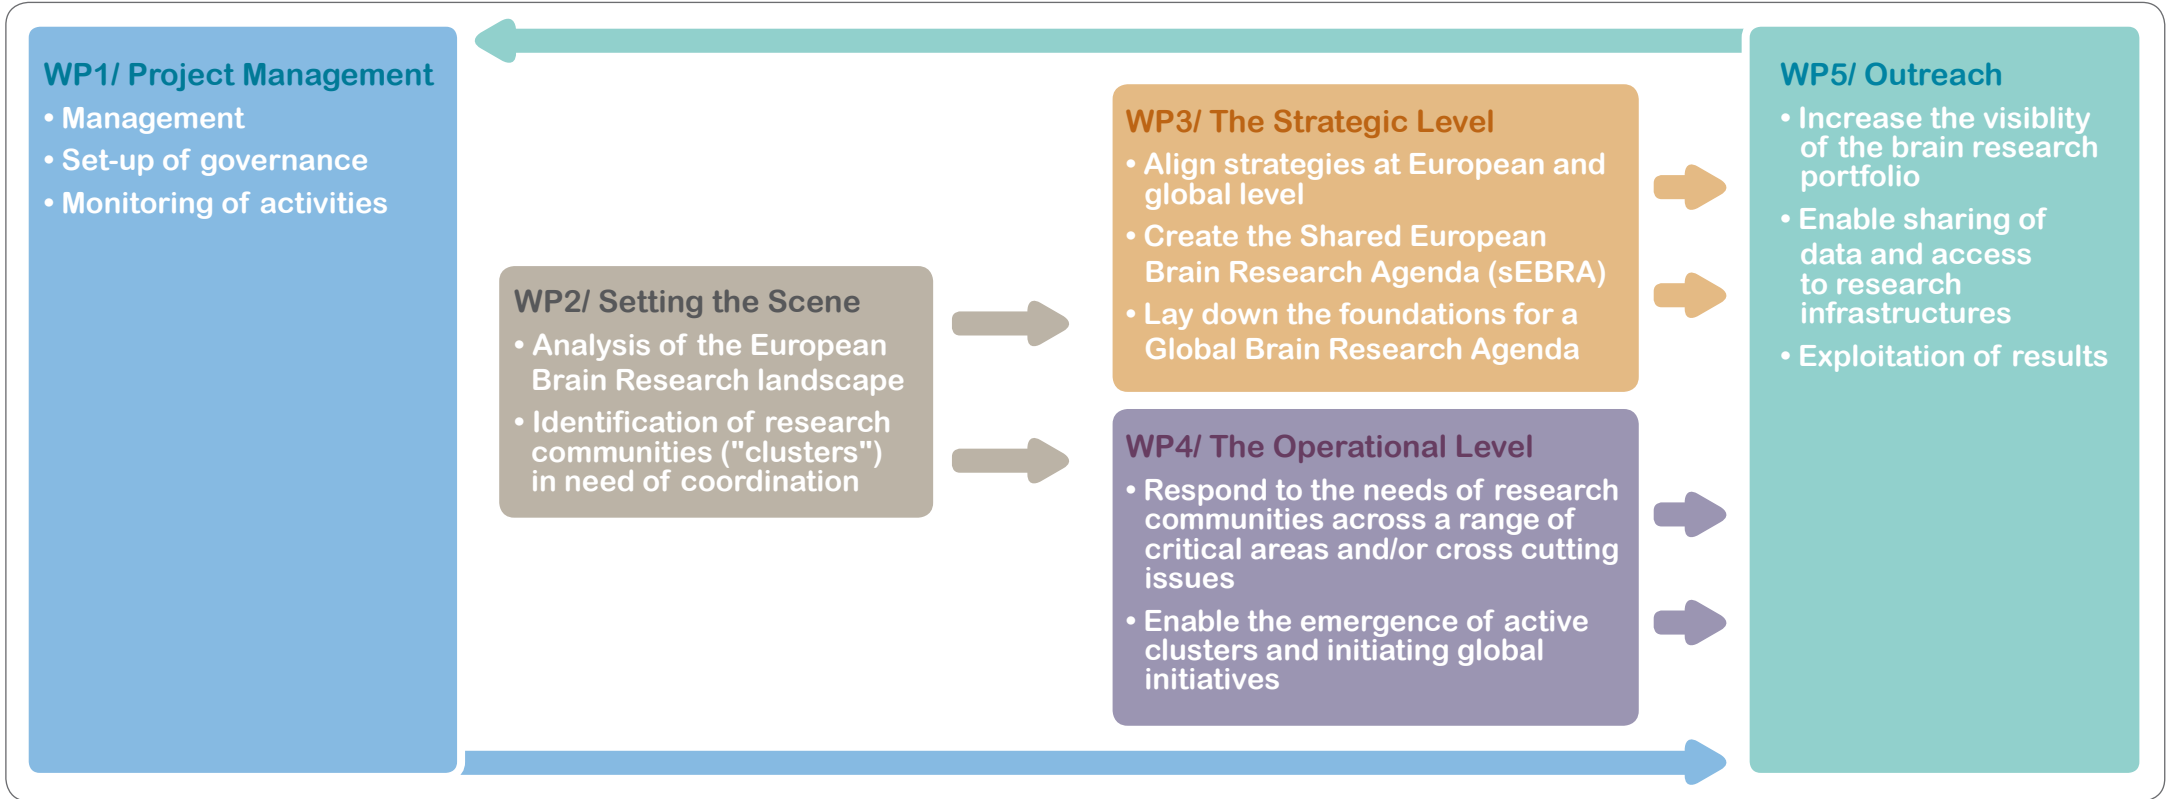 WP1/ Project Management
• Management
• Set-up of governance
• Monitoring of activities
WP2/ Setting the Scene
• Analysis of the European
Brain Research landscape
• Identification of research
communities ("clusters")
in need of coordination
WP3/ The Strategic Level
• Align strategies at European and
global level
• Create the Shared European
Brain Research Agenda (sEBRA)
• Lay down the foundations for a
Global Brain Research Agenda
WP4/ The Operational Level
• Respond to the needs of research
communities across a range of
critical areas and/or cross cutting
issues
• Enable the emergence of active
clusters and initiating global
initiatives
WP5/ Outreach
• Increase the visiblity
of the brain research
portfolio
• Enable sharing of
data and access
to research
infrastructures
• Exploitation of results